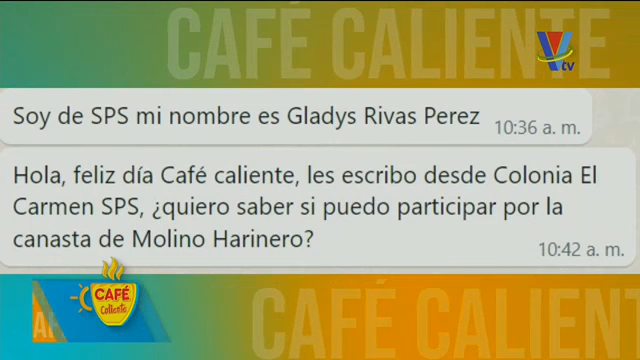 CAFÉ CALIENTE
V
tv
Soy de SPS mi nombre es Gladys Rivas Perez
10:36 a. m.
Hola, feliz día Café caliente, les escribo desde Colonia El
Carmen SPS, ¿quiero saber si puedo participar por la
canasta de Molino Harinero?
10:42 a. m.
CAFÉ
Caliente
CAFÉ CALIENT